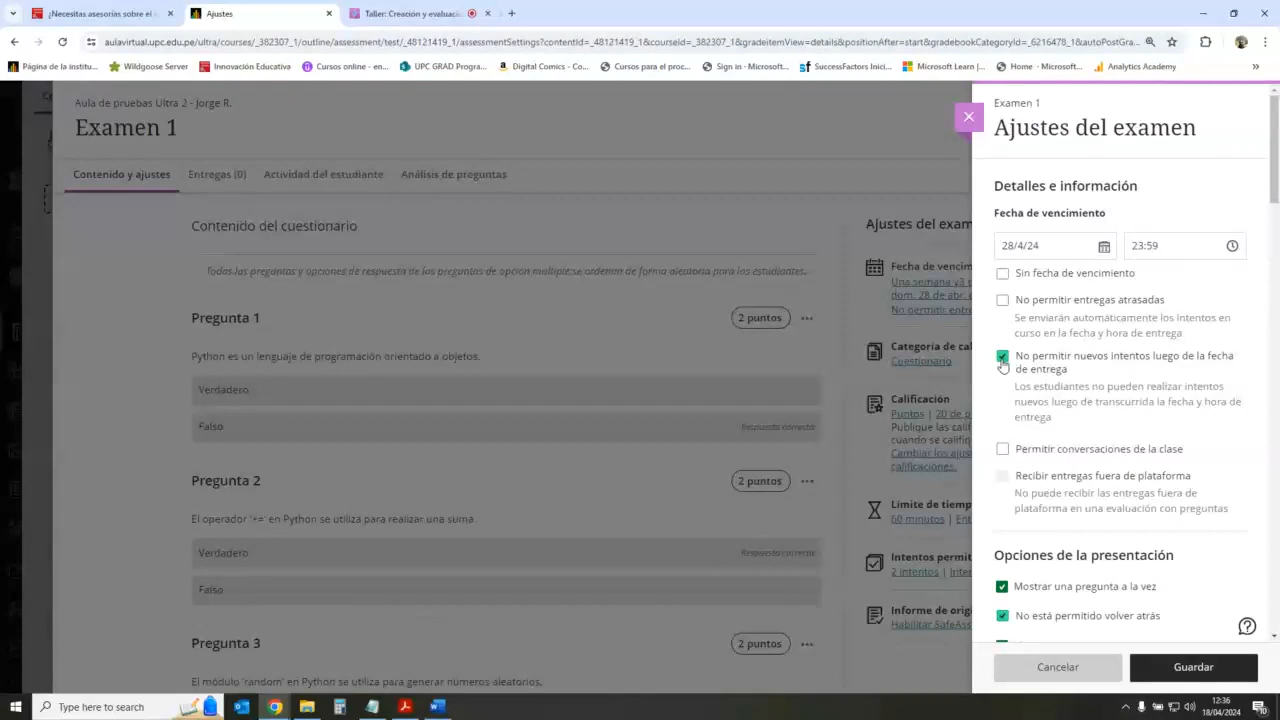 ¿Necesitas asesorías sobre el
Ajustes
Taller: Creación y evaluació
aulavirtual.upc.edu.pe/ultra/courses/_382307_1/outline/assessment/test/_48121419_1/assessmentSettings?contentId=_48121419_1&courseId=_382307_1&gradeitemView=details&positionAfter=start&gradebookCategoryId=_6216478_1&autoPostGra...
Página de la institu...
Wildgoose Server
Innovación Educativa
Cursos online - en...
UPC GRAD Progra...
Digital Comics - Co...
Cursos para el proc...
Sign in - Microsoft...
SuccessFactors Inici...
Microsoft Learn |...
Home · Microsoft...
Analytics Academy
Aula de pruebas Ultra 2 - Jorge R.
Examen 1
Contenido y ajustes
Entregas (0)
Actividad del estudiante
Análisis de preguntas
Contenido del cuestionario
Todas las preguntas y opciones de respuesta de las preguntas de opción múltiple se ordenan de forma aleatoria para los estudiantes.
Pregunta 1
2 puntos
Python es un lenguaje de programación orientado a objetos.
Verdadero
Falso
Respuesta correcta
Pregunta 2
2 puntos
El operador '+=' en Python se utiliza para realizar una suma.
Verdadero
Respuesta correcta
Falso
Pregunta 3
2 puntos
El módulo 'random' en Python se utiliza para generar números aleatorios.
Ajustes del exam
Fecha de vencim
Una semana y3
dom. 28 de abr.
No permitir entre
Categoría de cal
Cuestionario
Calificación
Puntos | 20 de p
Publique las calif
cuando se califiq
Cambiar los ajus
calificaciones.
Límite de tiemp
60 minutos | Ent
Intentos permit
2 intentos | Inte
Informe de orig
Habilitar SafeAss
Examen 1
Ajustes del examen
Detalles e información
Fecha de vencimiento
28/4/24
23:59
Sin fecha de vencimiento
No permitir entregas atrasadas
Se enviarán automáticamente los intentos en
curso en la fecha y hora de entrega
No permitir nuevos intentos luego de la fecha
de entrega
Los estudiantes no pueden realizar intentos
nuevos luego de transcurrida la fecha y hora de
entrega
Permitir conversaciones de la clase
Recibir entregas fuera de plataforma
No puede recibir las entregas fuera de
plataforma en una evaluación con preguntas
Opciones de la presentación
Mostrar una pregunta a la vez
No está permitido volver atrás
Cancelar
Guardar
Type here to search
12:36
18/04/2024